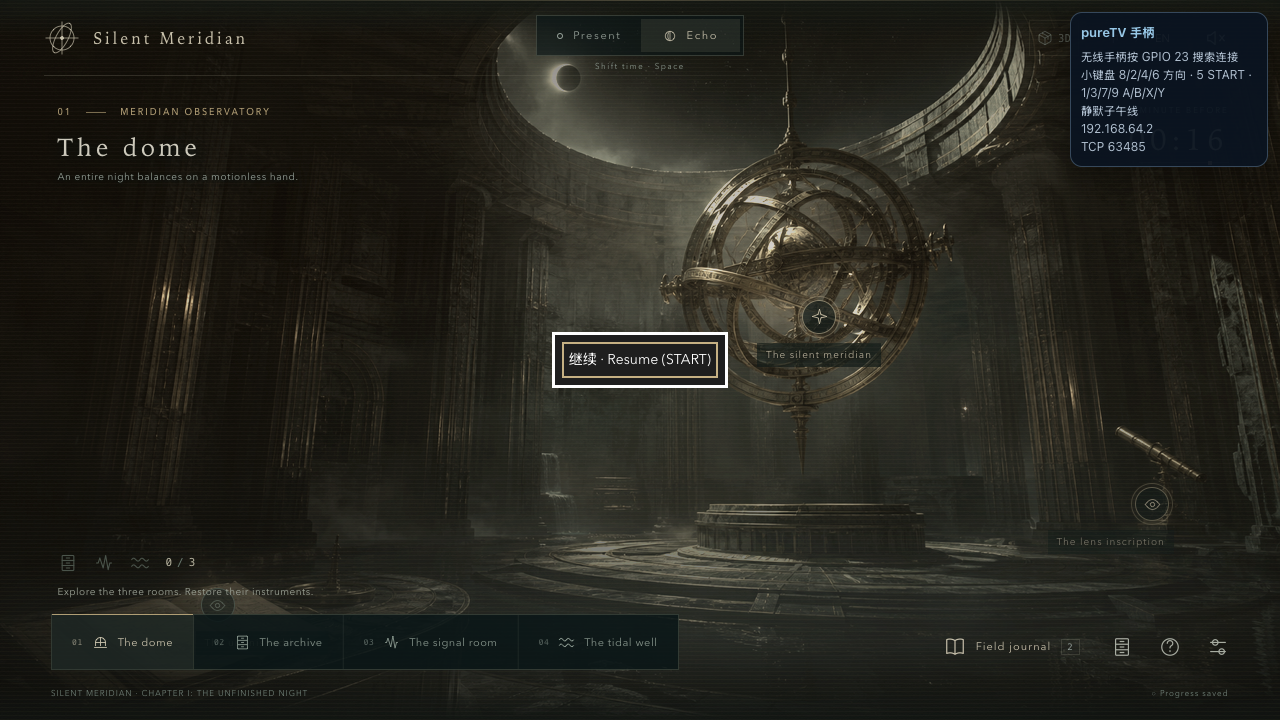 Silent Meridian
Present
Echo
Shift time · Space
3D
pureTV 手柄
无线手柄按 GPIO 23 搜索连接
小键盘 8/2/4/6 方向 · 5 START ·
1/3/7/9 A/B/X/Y
静默子午线
192.168.64.2
TCP 63485
0:16
01 MERIDIAN OBSERVATORY
The dome
An entire night balances on a motionless hand.
继续 · Resume (START)
The silent meridian
The lens inscription
0 / 3
Explore the three rooms. Restore their instruments.
01 The dome
02 The archive
03 The signal room
04 The tidal well
Field journal 2
SILENT MERIDIAN · CHAPTER I: THE UNFINISHED NIGHT
Progress saved